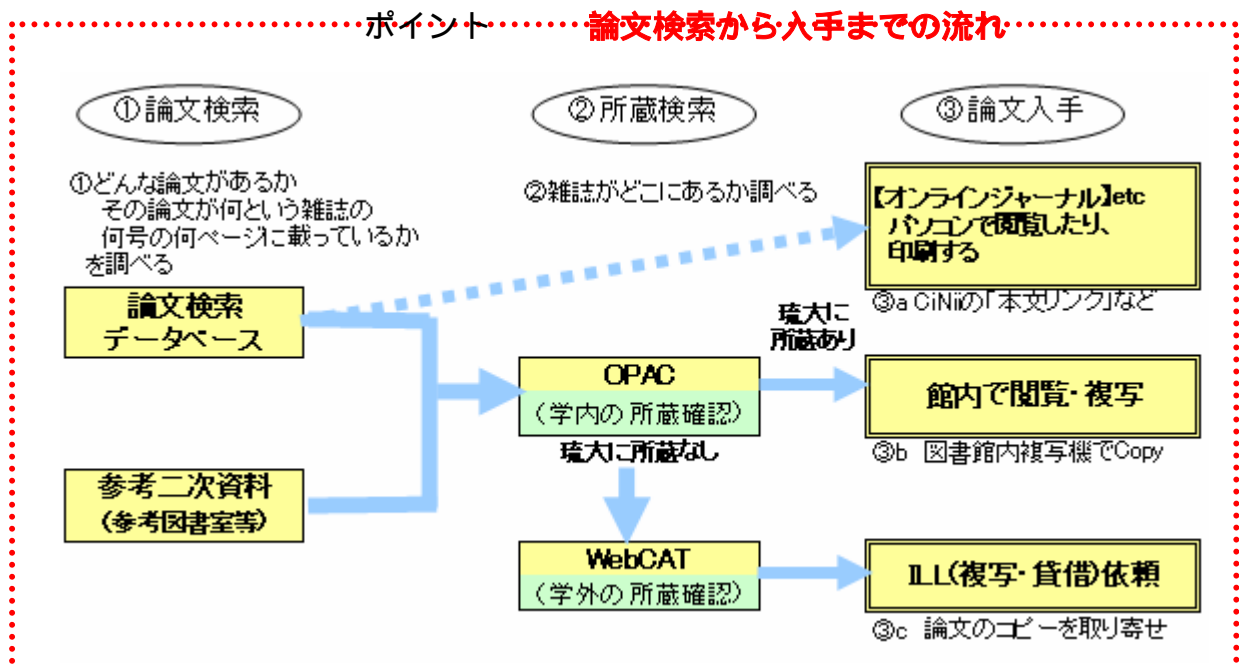 ポイント 論文検索から入手までの流れ
①論文検索
②所蔵検索
③論文入手
①どんな論文があるか
その論文が何という雑誌の
何号の何ページに載っているか
を調べる
②雑誌がどこにあるか調べる
【オンラインジャーナル】etc
パソコンで閲覧したり、
印刷する
③a CiNiiの「本文リンク」など
論文検索
データベース
琉大に
所蔵あり
OPAC
(学内の所蔵確認)
館内で閲覧・複写
③b 図書館内複写機でCopy
琉大に所蔵なし
参考二次資料
(参考図書室等)
WebCAT
(学外の所蔵確認)
ILL(複写・貸借)依頼
③c 論文のコピーを取り寄せ